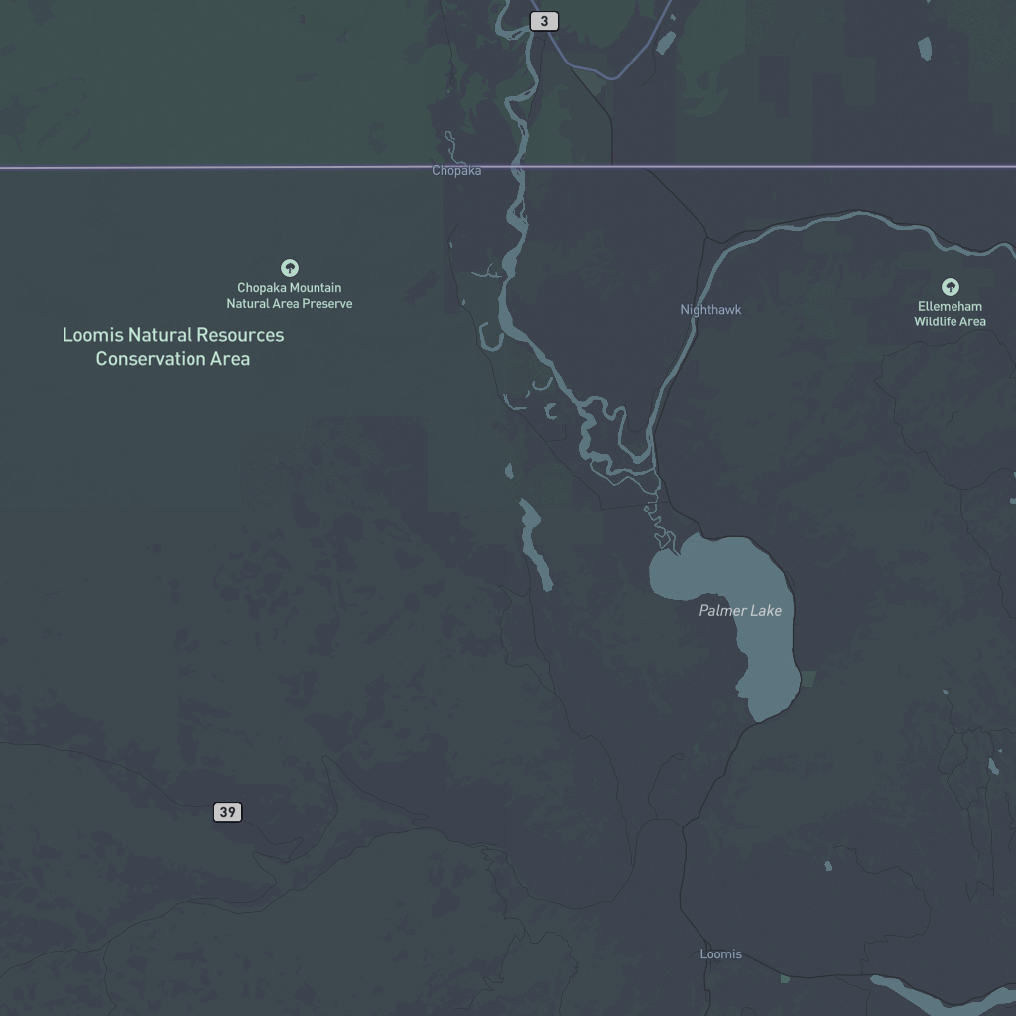 3
Chopaka
Chopaka Mountain
Natural Area Preserve
Ellemeham
Wildlife Area
Nighthawk
Loomis Natural Resources
Conservation Area
Palmer Lake
39
Loomis